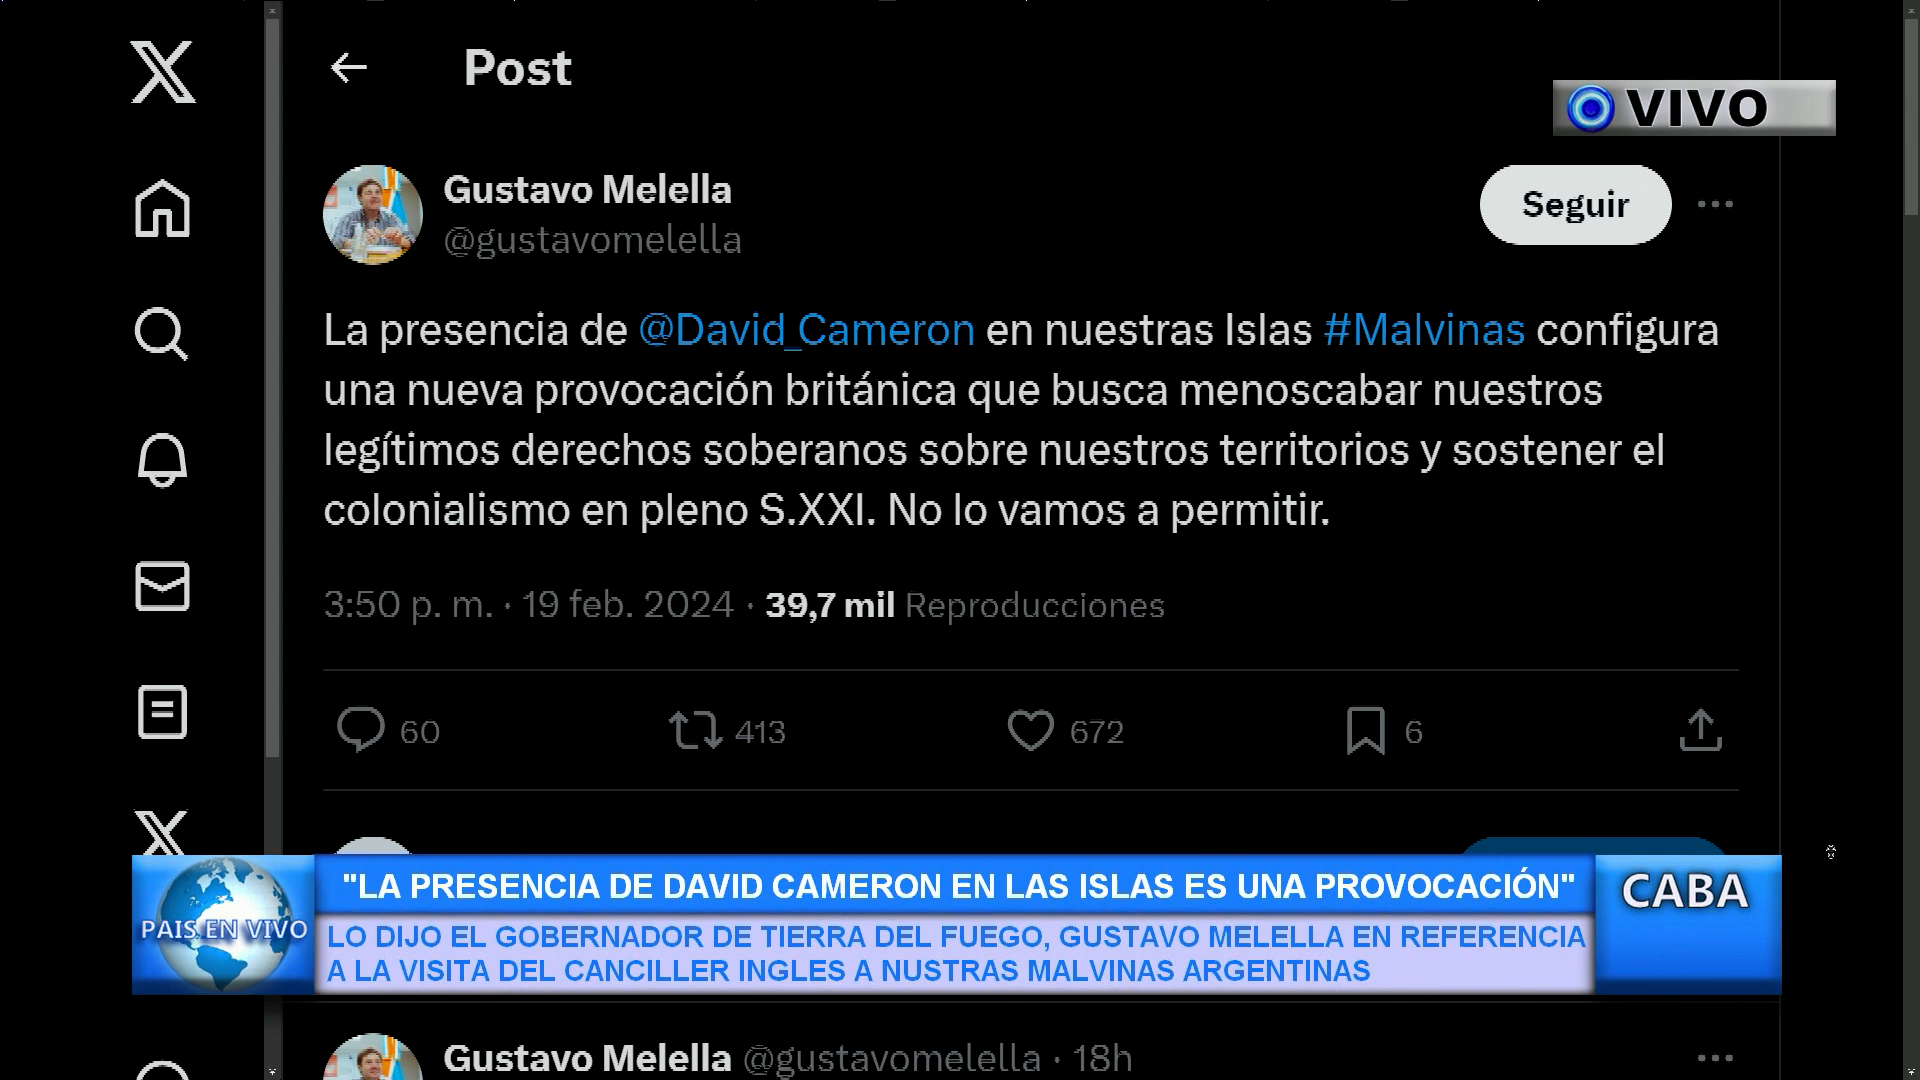 Post
VIVO
Gustavo Melella
@gustavomelella
Seguir
La presencia de @David_Cameron en nuestras Islas #Malvinas configura
una nueva provocación británica que busca menoscabar nuestros
legítimos derechos soberanos sobre nuestros territorios y sostener el
colonialismo en pleno S.XXI. No lo vamos a permitir.
3:50 p. m. · 19 feb. 2024 · 39,7 mil Reproducciones
60 413 672 6
"LA PRESENCIA DE DAVID CAMERON EN LAS ISLAS ES UNA PROVOCACIÓN"
CABA
PAIS EN VIVO
LO DIJO EL GOBERNADOR DE TIERRA DEL FUEGO, GUSTAVO MELELLA EN REFERENCIA
A LA VISITA DEL CANCILLER INGLES A NUSTRAS MALVINAS ARGENTINAS
Gustavo Melella @gustavomelella · 18h